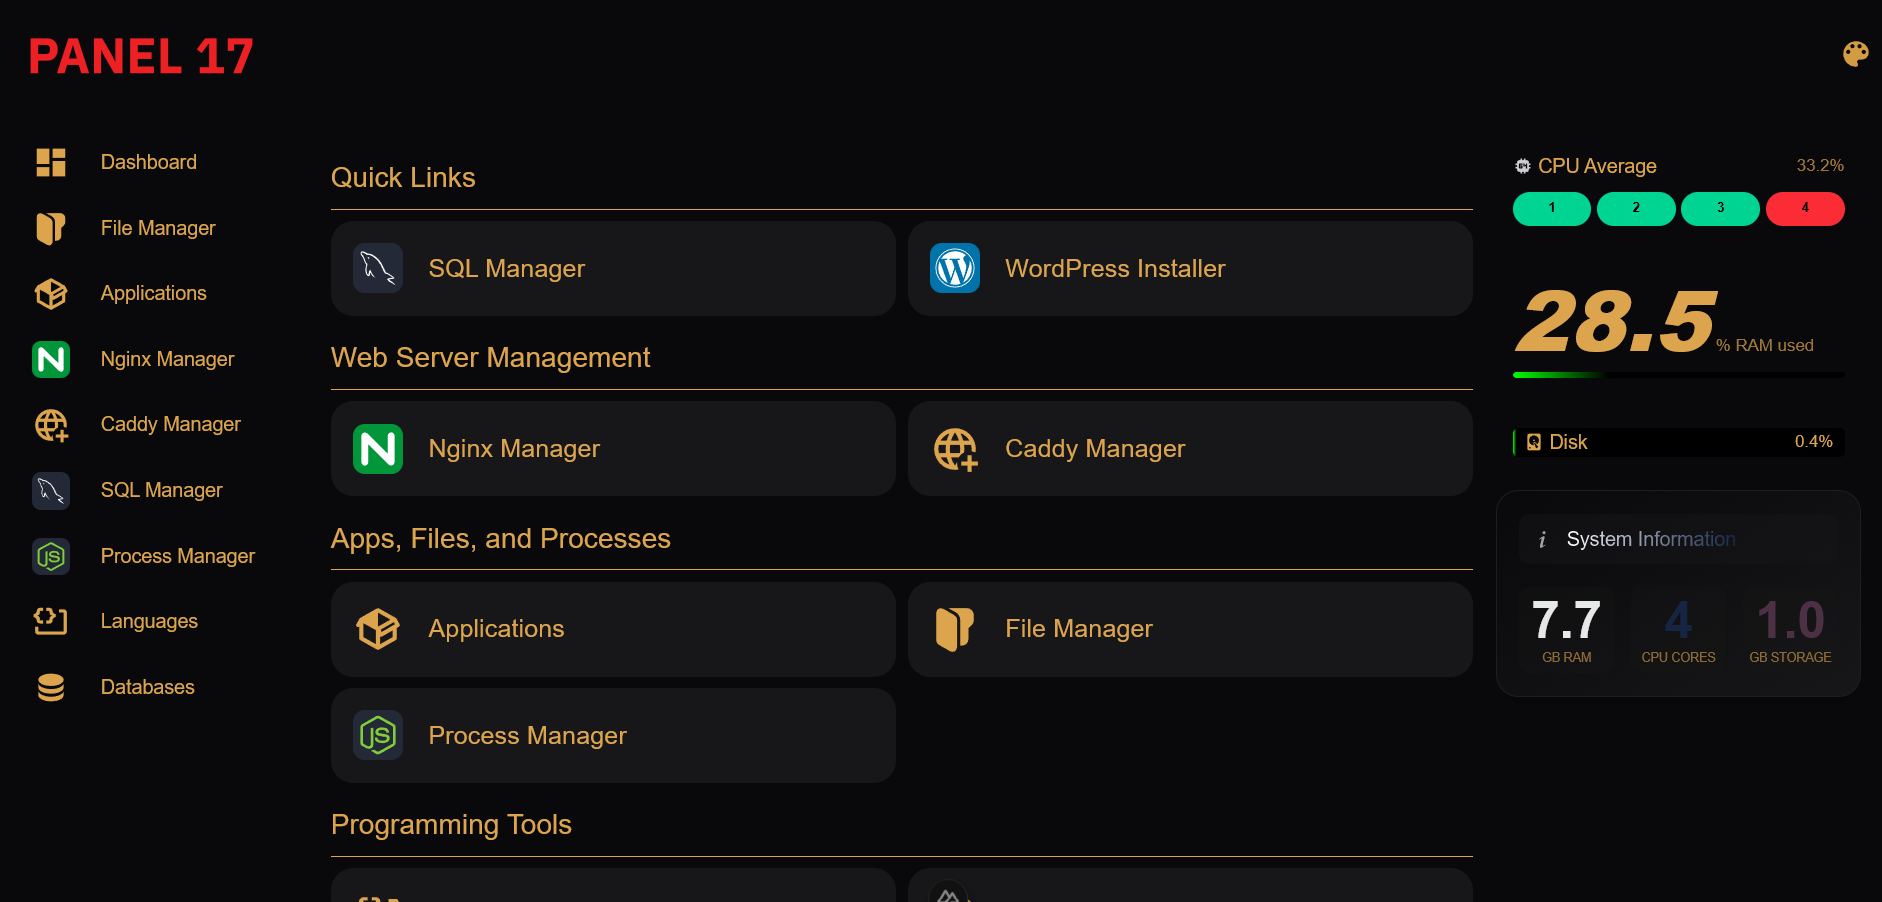 PANEL 17
Dashboard
File Manager
Applications
Nginx Manager
Caddy Manager
SQL Manager
Process Manager
Languages
Databases
Quick Links
SQL Manager
WordPress Installer
Web Server Management
Nginx Manager
Caddy Manager
Apps, Files, and Processes
Applications
File Manager
Process Manager
Programming Tools
CPU Average 33.2%
1 2 3 4
28.5 % RAM used
Disk 0.4%
System Information
7.7 4 1.0
GB RAM CPU CORES GB STORAGE